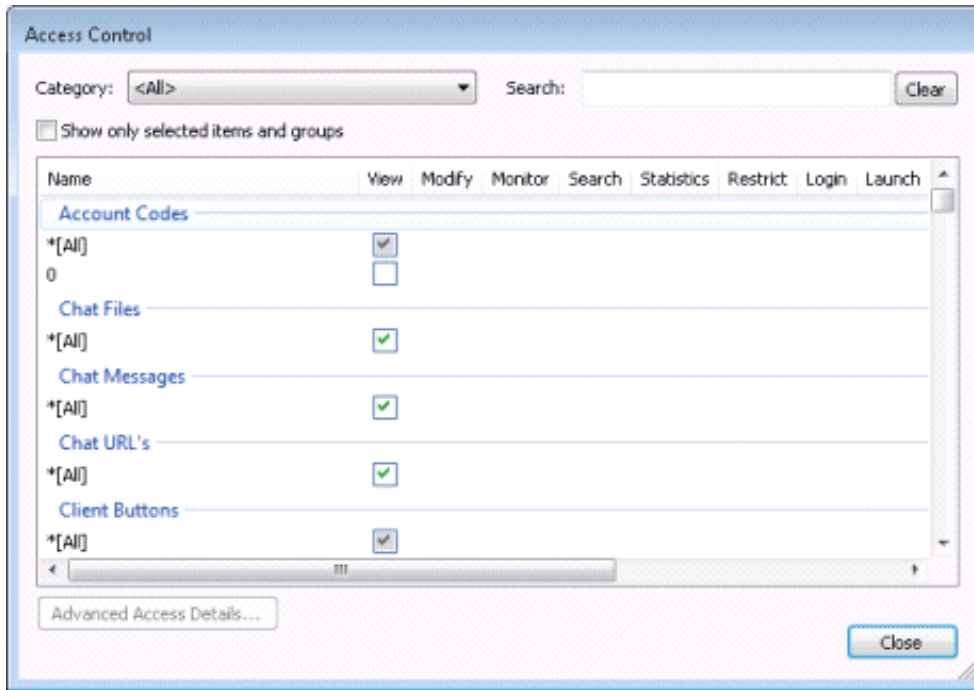 Access Control
Category: <All> Search: Clear
Show only selected items and groups
Name View Modify Monitor Search Statistics Restrict Login Launch
Account Codes
*[All]
0
Chat Files
*[All]
Chat Messages
*[All]
Chat URL's
*[All]
Client Buttons
*[All]
Advanced Access Details...
Close